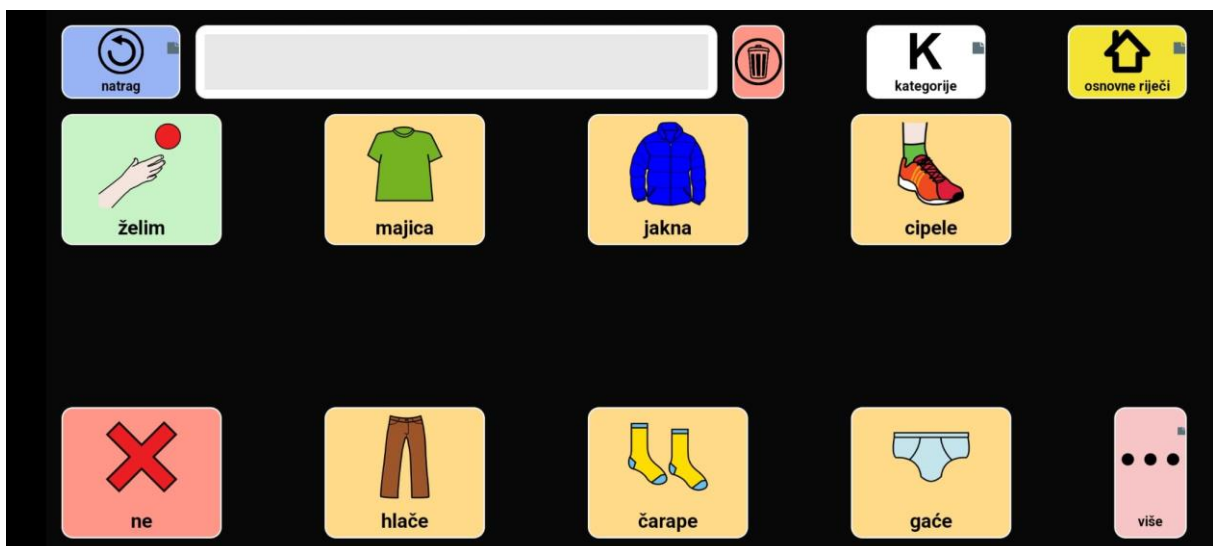 natrag
K
kategorije
osnovne riječi
želim
majica
jakna
cipele
ne
hlače
čarape
gaće
više